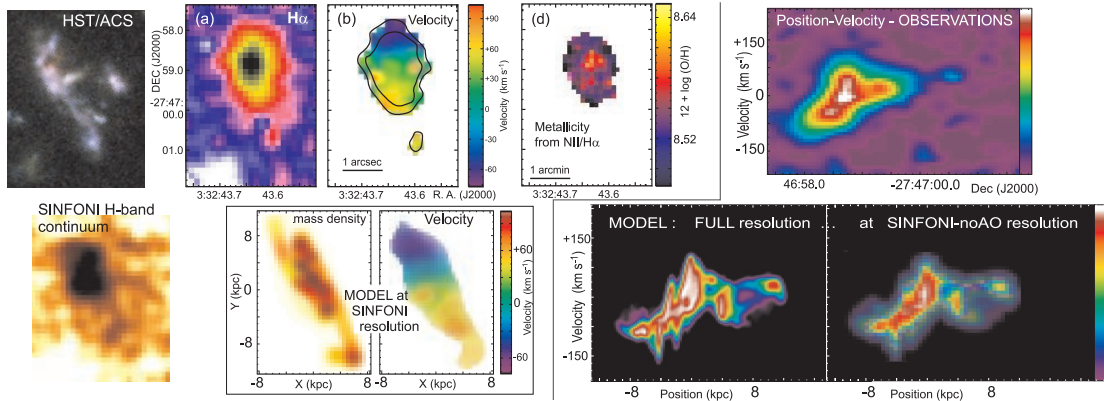 HST/ACS
(a)
Hα
DEC (J2000)
-58.0
-59.0
-27:47
00.0
01.0
3:32:43.7
43.6
(b)
Velocity
1 arcsec
3:32:43.7
43.6
R. A. (J2000)
+90
60
30
0
-30
-60
Velocity (km s⁻¹)
(d)
Metallicity
from NII/Hα
1 arcmin
3:32:43.7
43.6
8.64
8.52
12 + log (O/H)
Position-Velocity - OBSERVATIONS
+150
0
-150
Velocity (km s⁻¹)
46:58.0
-27:47:00.0
Dec (J2000)
SINFONI H-band
continuum
mass density
8
0
-8
Y (kpc)
-8
8
X (kpc)
MODEL at
SINFONI
resolution
Velocity
-8
8
X (kpc)
+60
0
60
Velocity (km s⁻¹)
MODEL : FULL resolution ... at SINFONI-noAO resolution
+150
-150
Velocity (km s⁻¹)
-8
8
Position (kpc)
-8
8
Position (kpc)